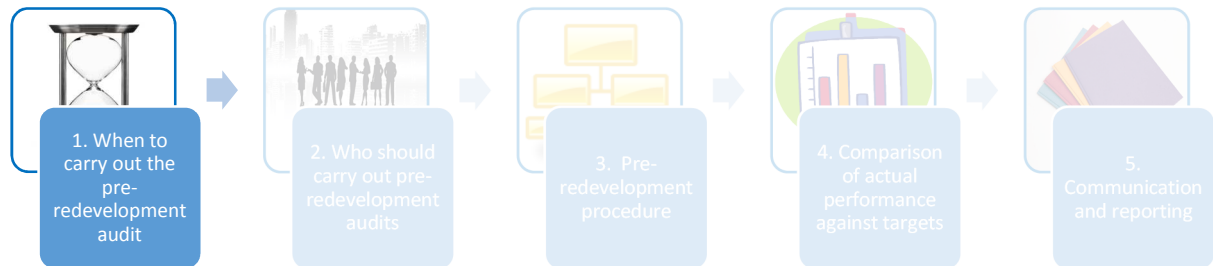 1. When to
carry out the
pre-
redevelopment
audit
2. Who should
carry out pre-
redevelopment
audits
3. Pre-
redevelopment
procedure
4. Comparison
of actual
performance
against targets
5.
Communication
and reporting